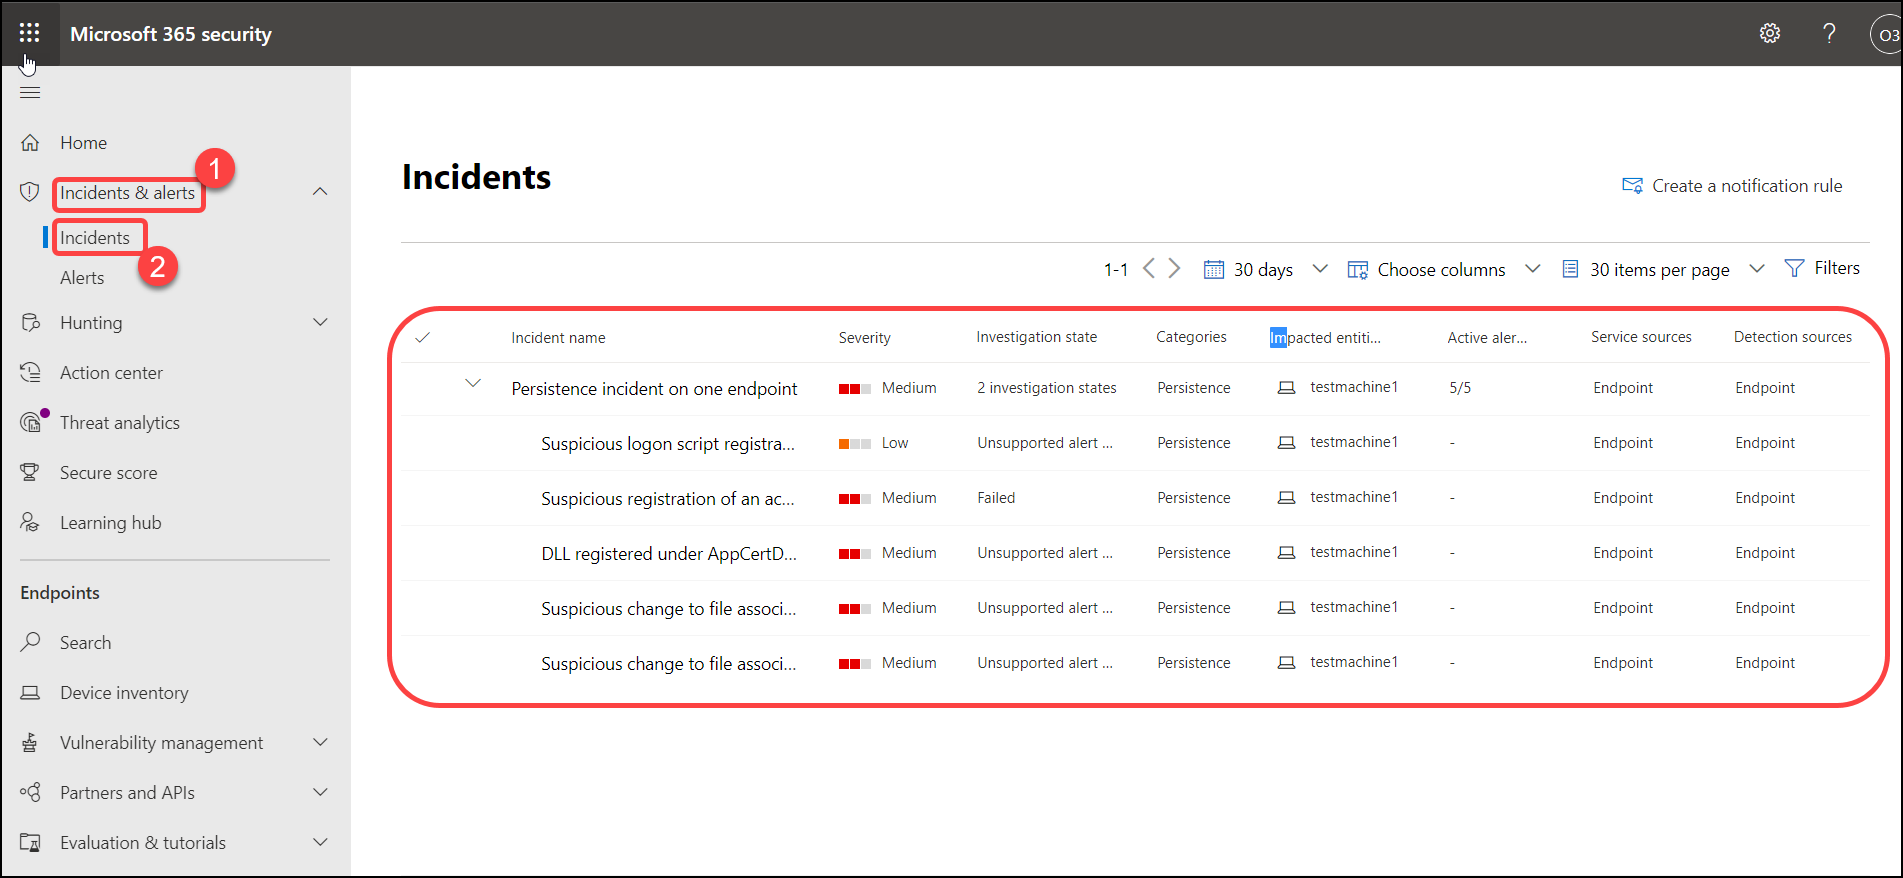 Microsoft 365 security
? O3
Home
1
Incidents & alerts
Incidents
2
Alerts
Hunting
Action center
Threat analytics
Secure score
Learning hub
Endpoints
Search
Device inventory
Vulnerability management
Partners and APIs
Evaluation & tutorials
Incidents
Create a notification rule
1-1 30 days Choose columns 30 items per page Filters
Incident name Severity Investigation state Categories Impacted entiti... Active aler... Service sources Detection sources
Persistence incident on one endpoint Medium 2 investigation states Persistence testmachine1 5/5 Endpoint Endpoint
Suspicious logon script registra... Low Unsupported alert ... Persistence testmachine1 - Endpoint Endpoint
Suspicious registration of an ac... Medium Failed Persistence testmachine1 - Endpoint Endpoint
DLL registered under AppCertD... Medium Unsupported alert ... Persistence testmachine1 - Endpoint Endpoint
Suspicious change to file associ... Medium Unsupported alert ... Persistence testmachine1 - Endpoint Endpoint
Suspicious change to file associ... Medium Unsupported alert ... Persistence testmachine1 - Endpoint Endpoint